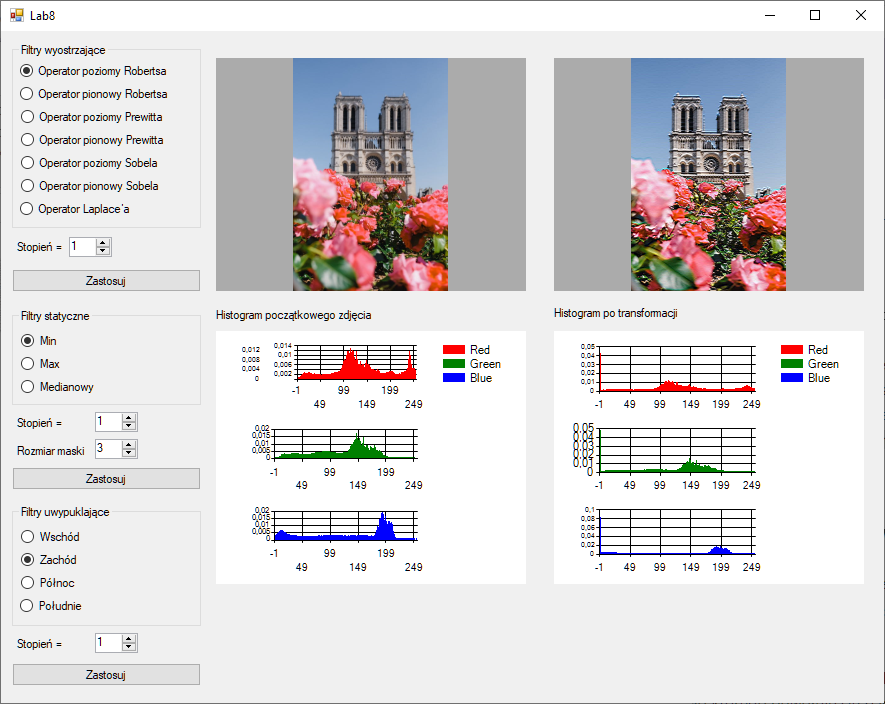 Lab8
Filtry wyostrzające
Operator poziomy Robertsa
Operator pionowy Robertsa
Operator poziomy Prewitta
Operator pionowy Prewitta
Operator poziomy Sobela
Operator pionowy Sobela
Operator Laplace'a
Stopień = 1
Zastosuj
Filtry statyczne
Min
Max
Medianowy
Stopień = 1
Rozmiar maski 3
Zastosuj
Filtry uwypuklające
Wschód
Zachód
Północ
Południe
Stopień = 1
Zastosuj
Histogram początkowego zdjęcia
0,014
0,012
0,01
0,008
0,006
0,004
0,002
0
-1 99 199
49 149 249
0,02
0,015
0,01
0,005
0
-1 99 199
49 149 249
0,02
0,015
0,01
0,005
0
-1 99 199
49 149 249
Red
Green
Blue
Histogram po transformacji
0,05
0,04
0,03
0,02
0,01
0
-1 49 99 149 199 249
0,05
0,04
0,03
0,02
0,01
0
-1 49 99 149 199 249
0,1
0,08
0,06
0,04
0,02
0
-1 49 99 149 199 249
Red
Green
Blue